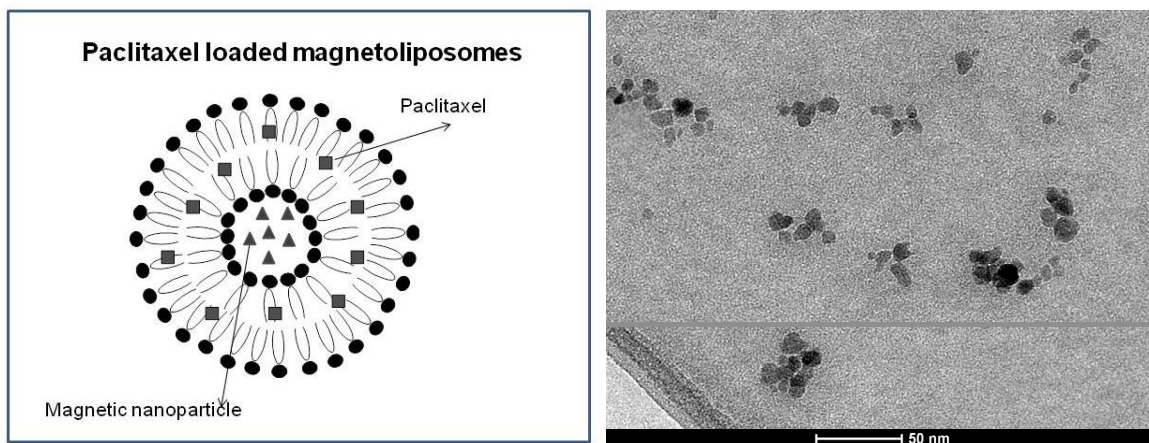 Paclitaxel loaded magnetoliposomes
Paclitaxel
Magnetic nanoparticle
50 nm